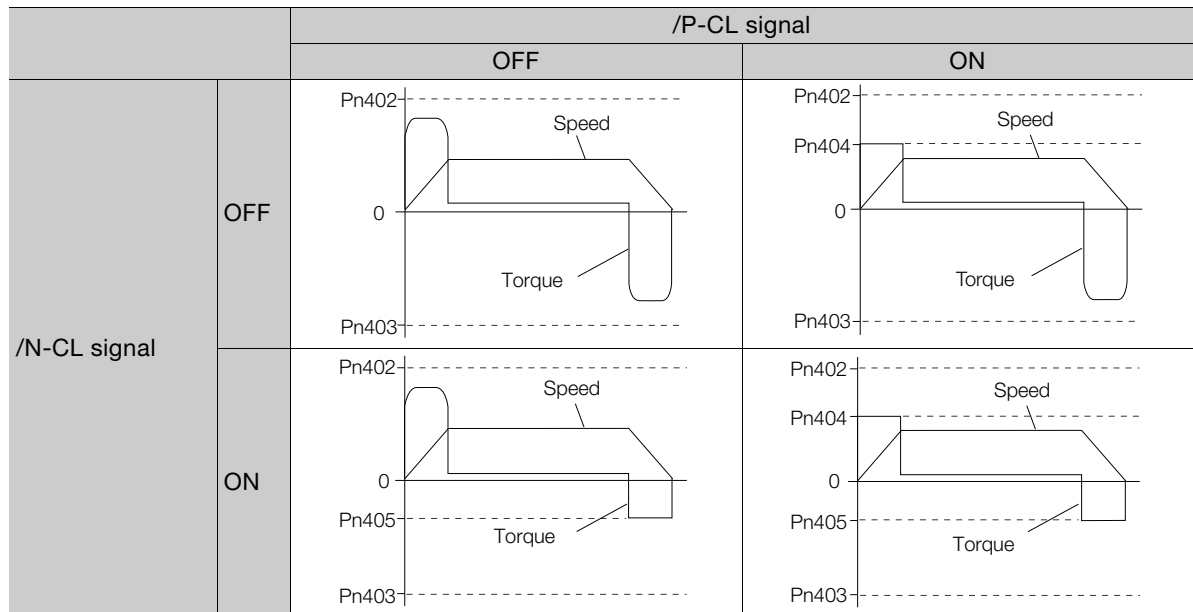 /P-CL signal
OFF
ON
/N-CL signal
OFF
Pn402
Speed
0
Torque
Pn403
Pn402
Speed
Pn404
0
Torque
Pn403
ON
Pn402
Speed
0
Pn405
Torque
Pn403
Pn402
Speed
Pn404
0
Pn405
Torque
Pn403